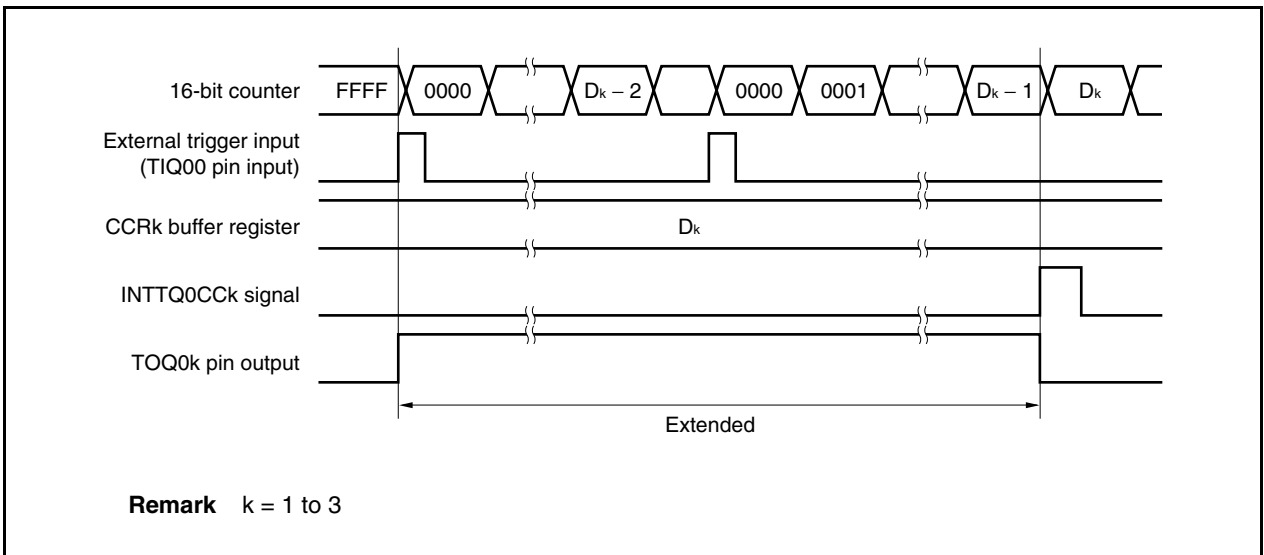 16-bit counter FFFF 0000 Dk − 2 0000 0001 Dk − 1 Dk
External trigger input
(TIQ00 pin input)
CCRk buffer register Dk
INTTQ0CCk signal
TOQ0k pin output
Extended
Remark k = 1 to 3